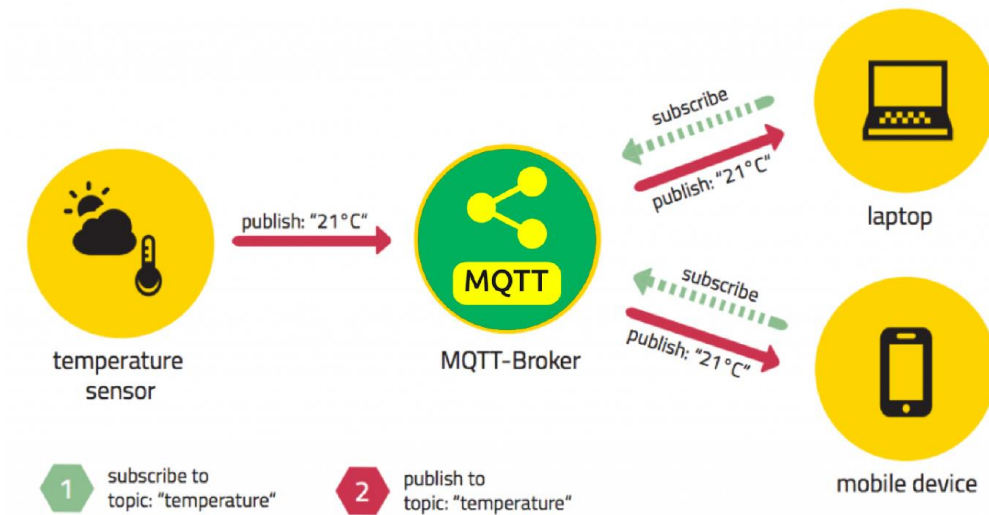 subscribe
publish: "21°C"
laptop
publish: "21°C"
MQTT
MQTT-Broker
temperature
sensor
subscribe
publish: "21°C"
mobile device
1
subscribe to
topic: "temperature"
2
publish to
topic: "temperature"